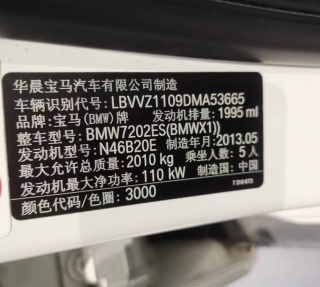 华晨宝马汽车有限公司制造
车辆识别代号: LBVVZ1109DMA53665
品牌: 宝马(BMW)牌 发动机排量: 1995 ml
整车型号: BMW7202ES(BMWX1))
发动机型号: N46B20E 制造年月: 2013.05
最大允许总质量: 2010 kg 乘坐人数: 5人
发动机最大净功率: 110 kW 制造国: 中国
颜色代码/色圈: 3000